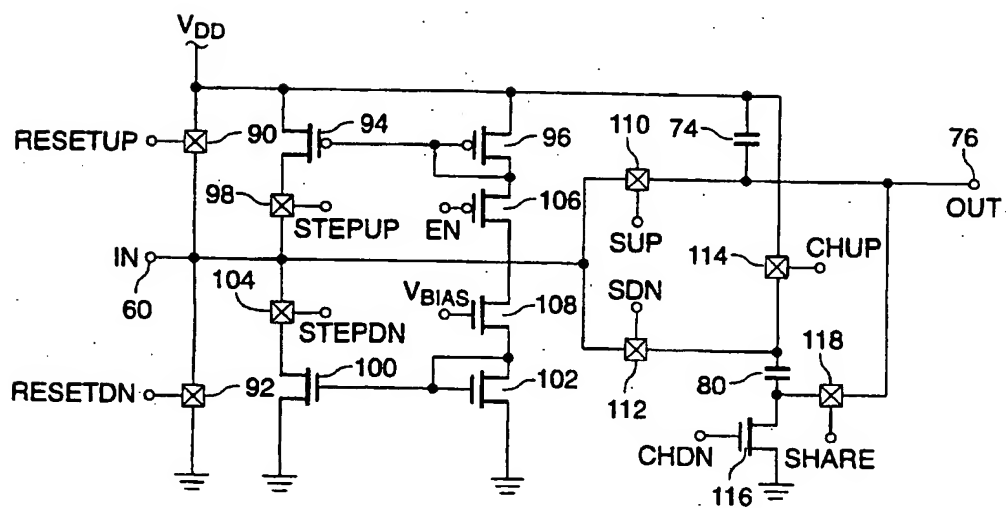 VDD
RESETUP
90
94
96
110
74
76
OUT
98
STEPUP
EN
106
SUP
114
CHUP
IN
60
104
STEPDN
VBIAS
108
SDN
112
118
80
RESETDN
92
100
102
CHDN
116
SHARE